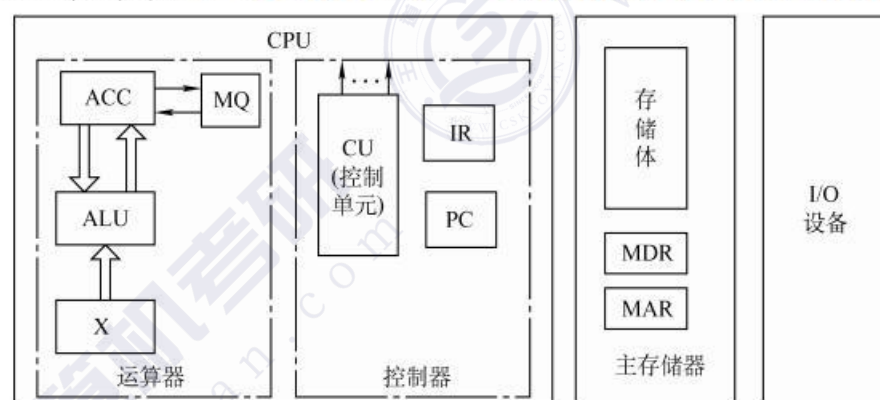 CPU
ACC
MQ
ALU
X
运算器
CU
(控制
单元)
IR
PC
控制器
存
储
体
MDR
MAR
主存储器
I/O
设备